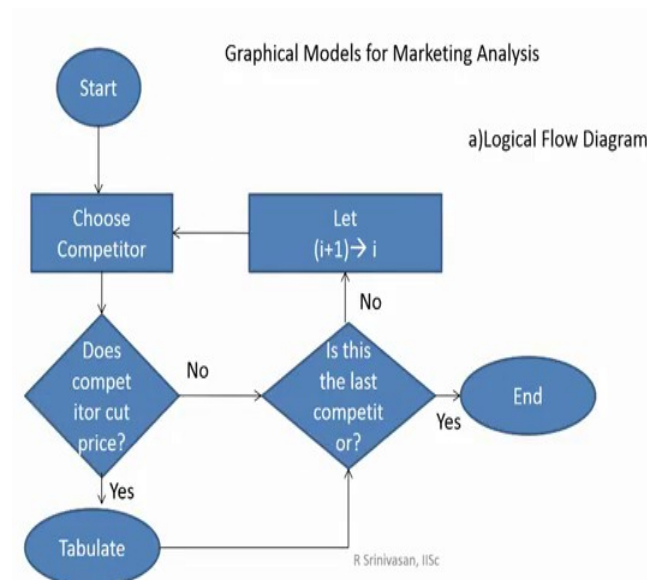 Graphical Models for Marketing Analysis
Start
a)Logical Flow Diagram
Choose
Competitor
Let
(i+1)→ i
No
Does
compet
itor cut
price?
No
Is this
the last
competit
or?
Yes
End
Yes
Tabulate
R Srinivasan, IISc